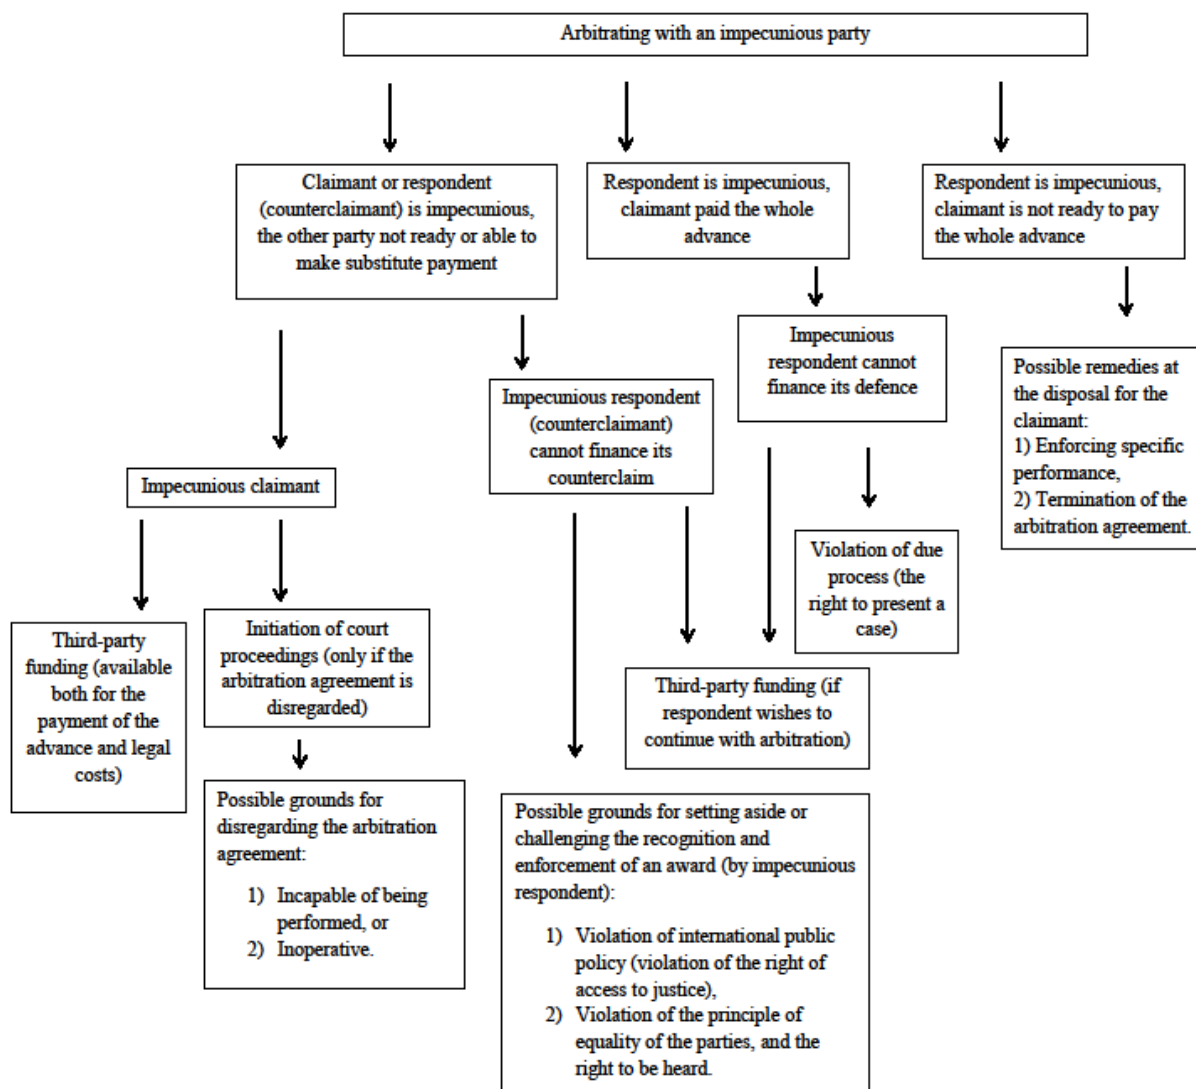 Arbitrating with an impecunious party
Claimant or respondent
(counterclaimant) is impecunious,
the other party not ready or able to
make substitute payment
Respondent is impecunious,
claimant paid the whole
advance
Respondent is impecunious,
claimant is not ready to pay
the whole advance
Impecunious
respondent cannot
finance its defence
Possible remedies at
the disposal for the
claimant:
1) Enforcing specific
performance,
2) Termination of the
arbitration agreement.
Impecunious respondent
(counterclaimant)
cannot finance its
counterclaim
Impecunious claimant
Violation of due
process (the
right to present a
case)
Third-party
funding (available
both for the
payment of the
advance and legal
costs)
Initiation of court
proceedings (only if the
arbitration agreement is
disregarded)
Third-party funding (if
respondent wishes to
continue with arbitration)
Possible grounds for
disregarding the arbitration
agreement:
1) Incapable of being
performed, or
2) Inoperative.
Possible grounds for setting aside or
challenging the recognition and
enforcement of an award (by impecunious
respondent):
1) Violation of international public
policy (violation of the right of
access to justice),
2) Violation of the principle of
equality of the parties, and the
right to be heard.